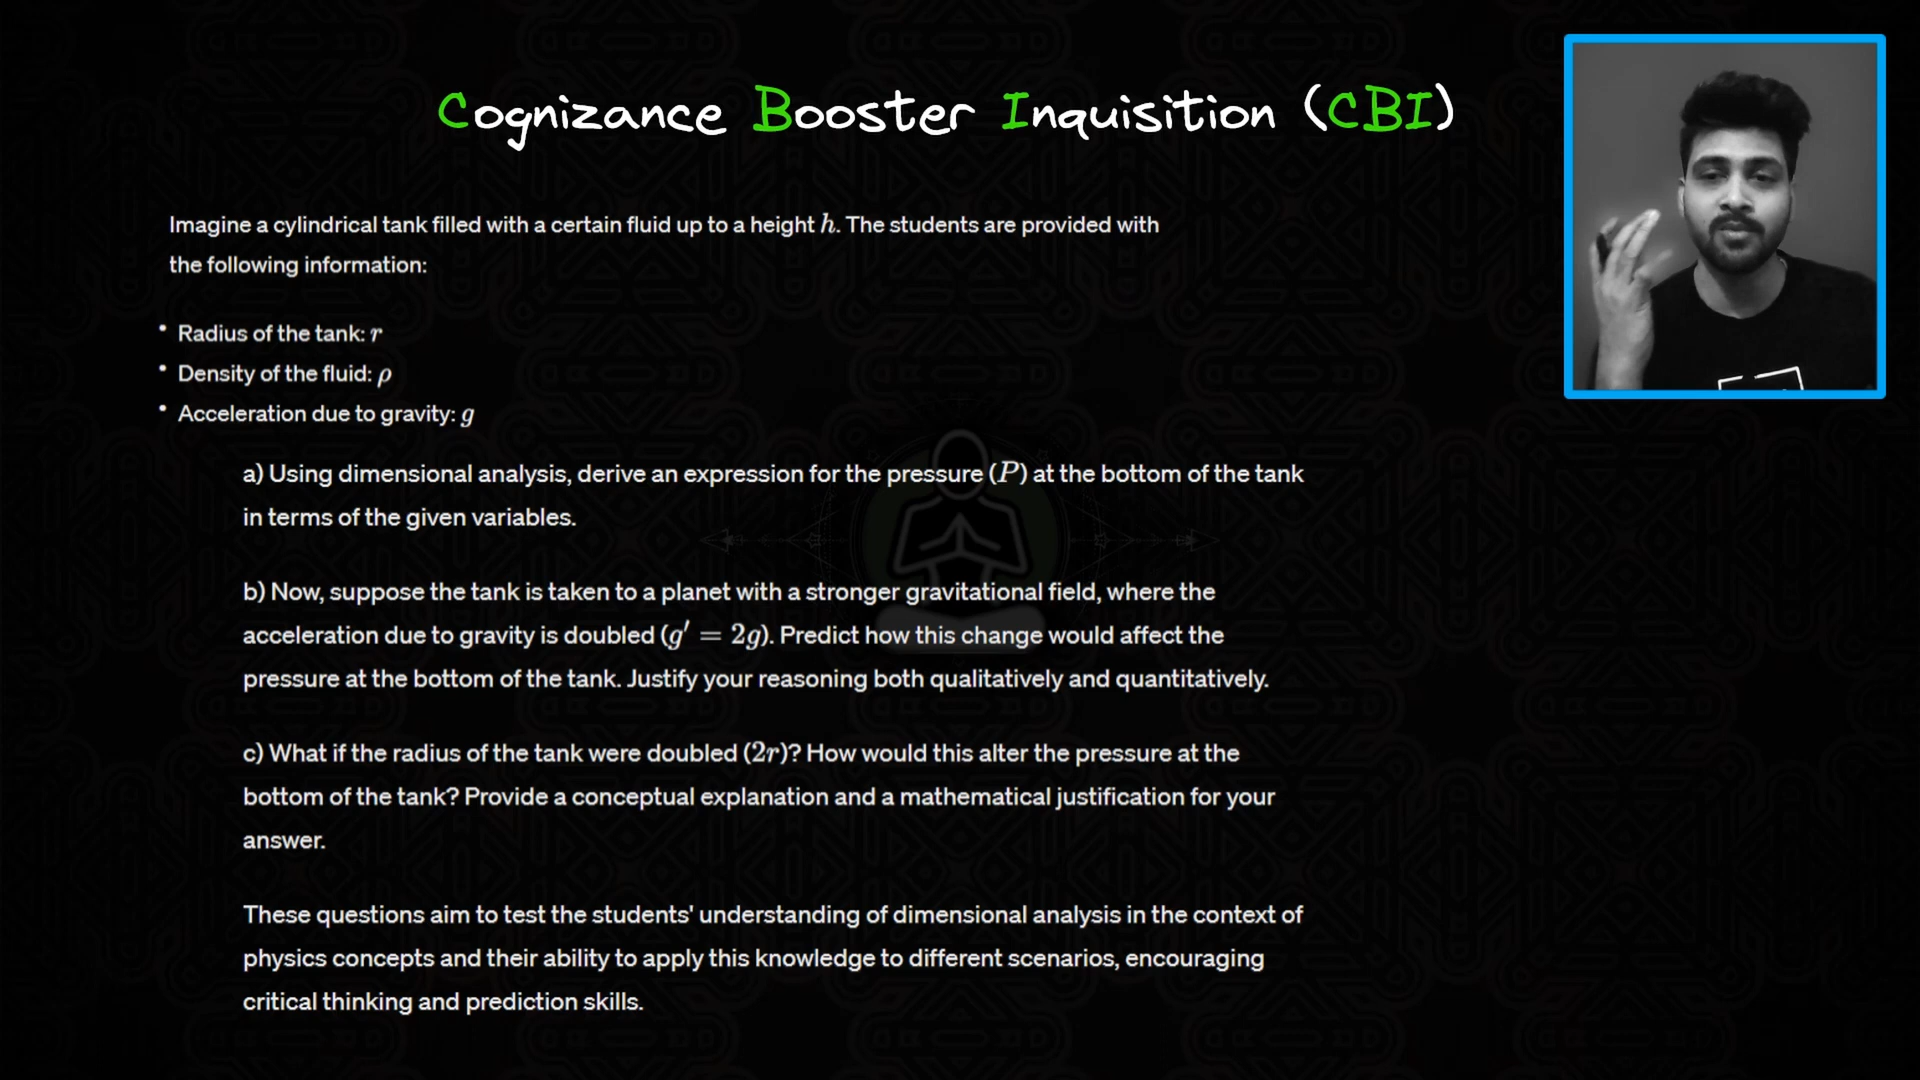 Cognizance Booster Inquisition (CBI)
Imagine a cylindrical tank filled with a certain fluid up to a height h. The students are provided with
the following information:
• Radius of the tank: r
• Density of the fluid: ρ
• Acceleration due to gravity: g
a) Using dimensional analysis, derive an expression for the pressure (P) at the bottom of the tank
in terms of the given variables.
b) Now, suppose the tank is taken to a planet with a stronger gravitational field, where the
acceleration due to gravity is doubled (g′ = 2g). Predict how this change would affect the
pressure at the bottom of the tank. Justify your reasoning both qualitatively and quantitatively.
c) What if the radius of the tank were doubled (2r)? How would this alter the pressure at the
bottom of the tank? Provide a conceptual explanation and a mathematical justification for your
answer.
These questions aim to test the students' understanding of dimensional analysis in the context of
physics concepts and their ability to apply this knowledge to different scenarios, encouraging
critical thinking and prediction skills.